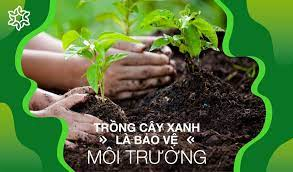 TRỒNG CÂY XANH
LÀ BẢO VỆ
MÔI TRƯỜNG